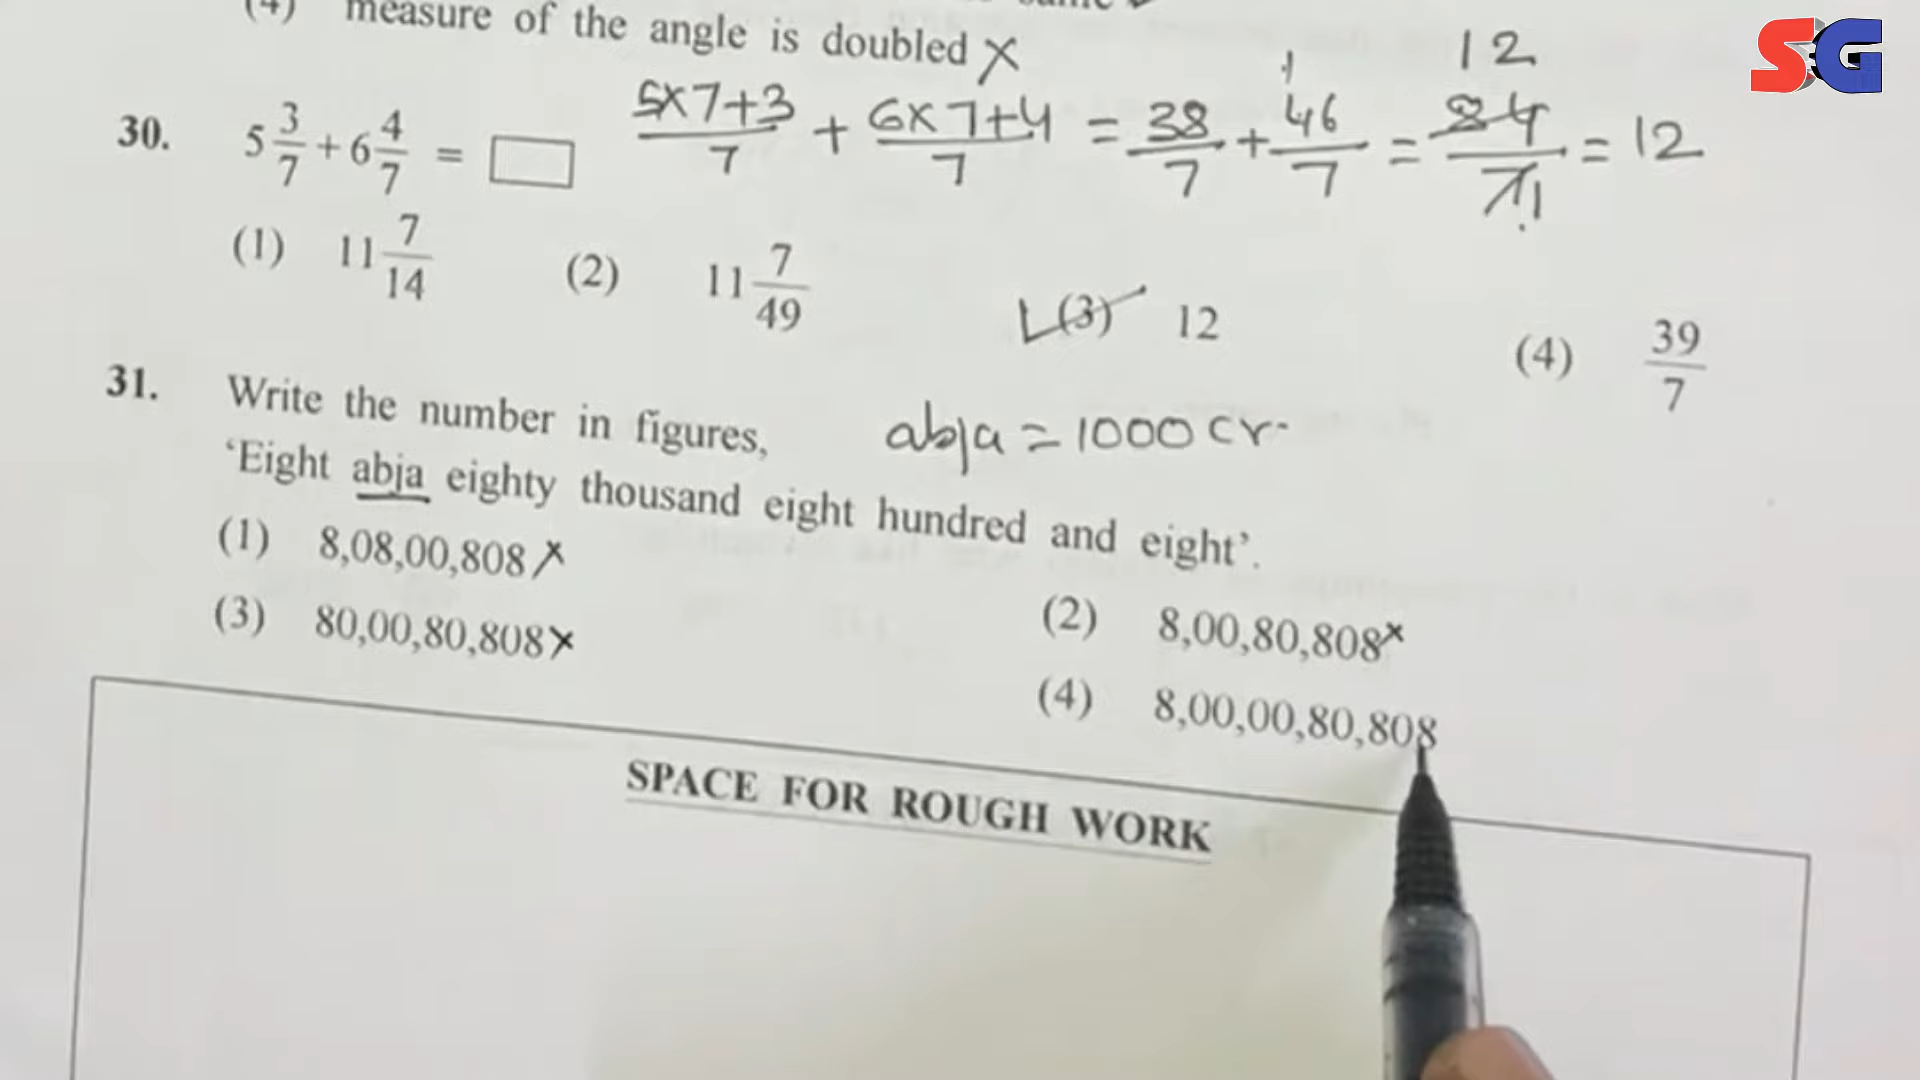 (4) measure of the angle is doubled X
SG
30. 5 3/7 + 6 4/7 = □ (5x7+3)/7 + (6x7+4)/7 = 38/7 + 46/7 = 84/7 = 12
1 12 1
(1) 11 7/14 (2) 11 7/49 (3) 12 (4) 39/7
31. Write the number in figures, abja = 1000 cr.
‘Eight abja eighty thousand eight hundred and eight’.
(1) 8,08,00,808 x
(2) 8,00,80,808 x
(3) 80,00,80,808 x
(4) 8,00,00,80,808
SPACE FOR ROUGH WORK